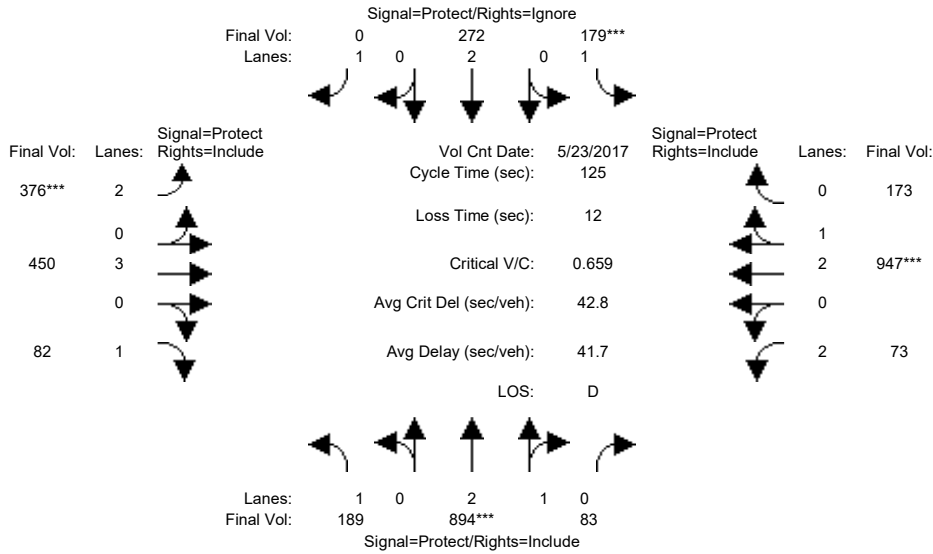 Signal=Protect/Rights=Ignore
Final Vol: 0 272 179***
Lanes: 1 0 2 0 1
Signal=Protect
Final Vol: Lanes: Rights=Include
Vol Cnt Date: 5/23/2017
Signal=Protect
Rights=Include Lanes: Final Vol:
Cycle Time (sec): 125
376*** 2
0 173
Loss Time (sec): 12
0
1
450 3
Critical V/C: 0.659
2 947***
0
Avg Crit Del (sec/veh): 42.8
0
82 1
Avg Delay (sec/veh): 41.7
2 73
LOS: D
Lanes: 1 0 2 1 0
Final Vol: 189 894*** 83
Signal=Protect/Rights=Include